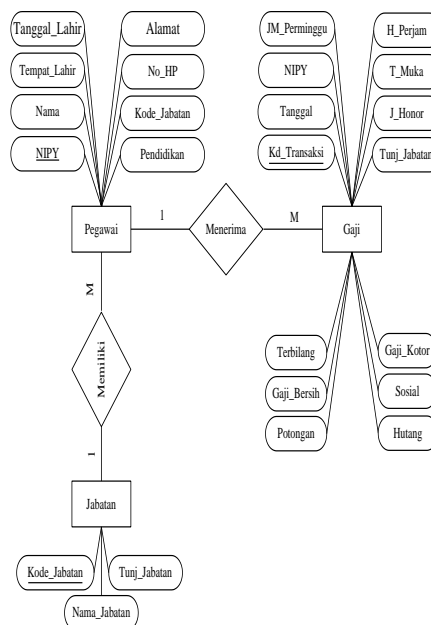 Tanggal_Lahir
Alamat
Tempat_Lahir
No_HP
Nama
Kode_Jabatan
NIPY
Pendidikan
JM_Perminggu
H_Perjam
NIPY
T_Muka
Tanggal
J_Honor
Kd_Transaksi
Tunj_Jabatan
Pegawai
1
Menerima
M
Gaji
M
Memiliki
1
Terbilang
Gaji_Kotor
Gaji_Bersih
Sosial
Potongan
Hutang
Jabatan
Kode_Jabatan
Tunj_Jabatan
Nama_Jabatan